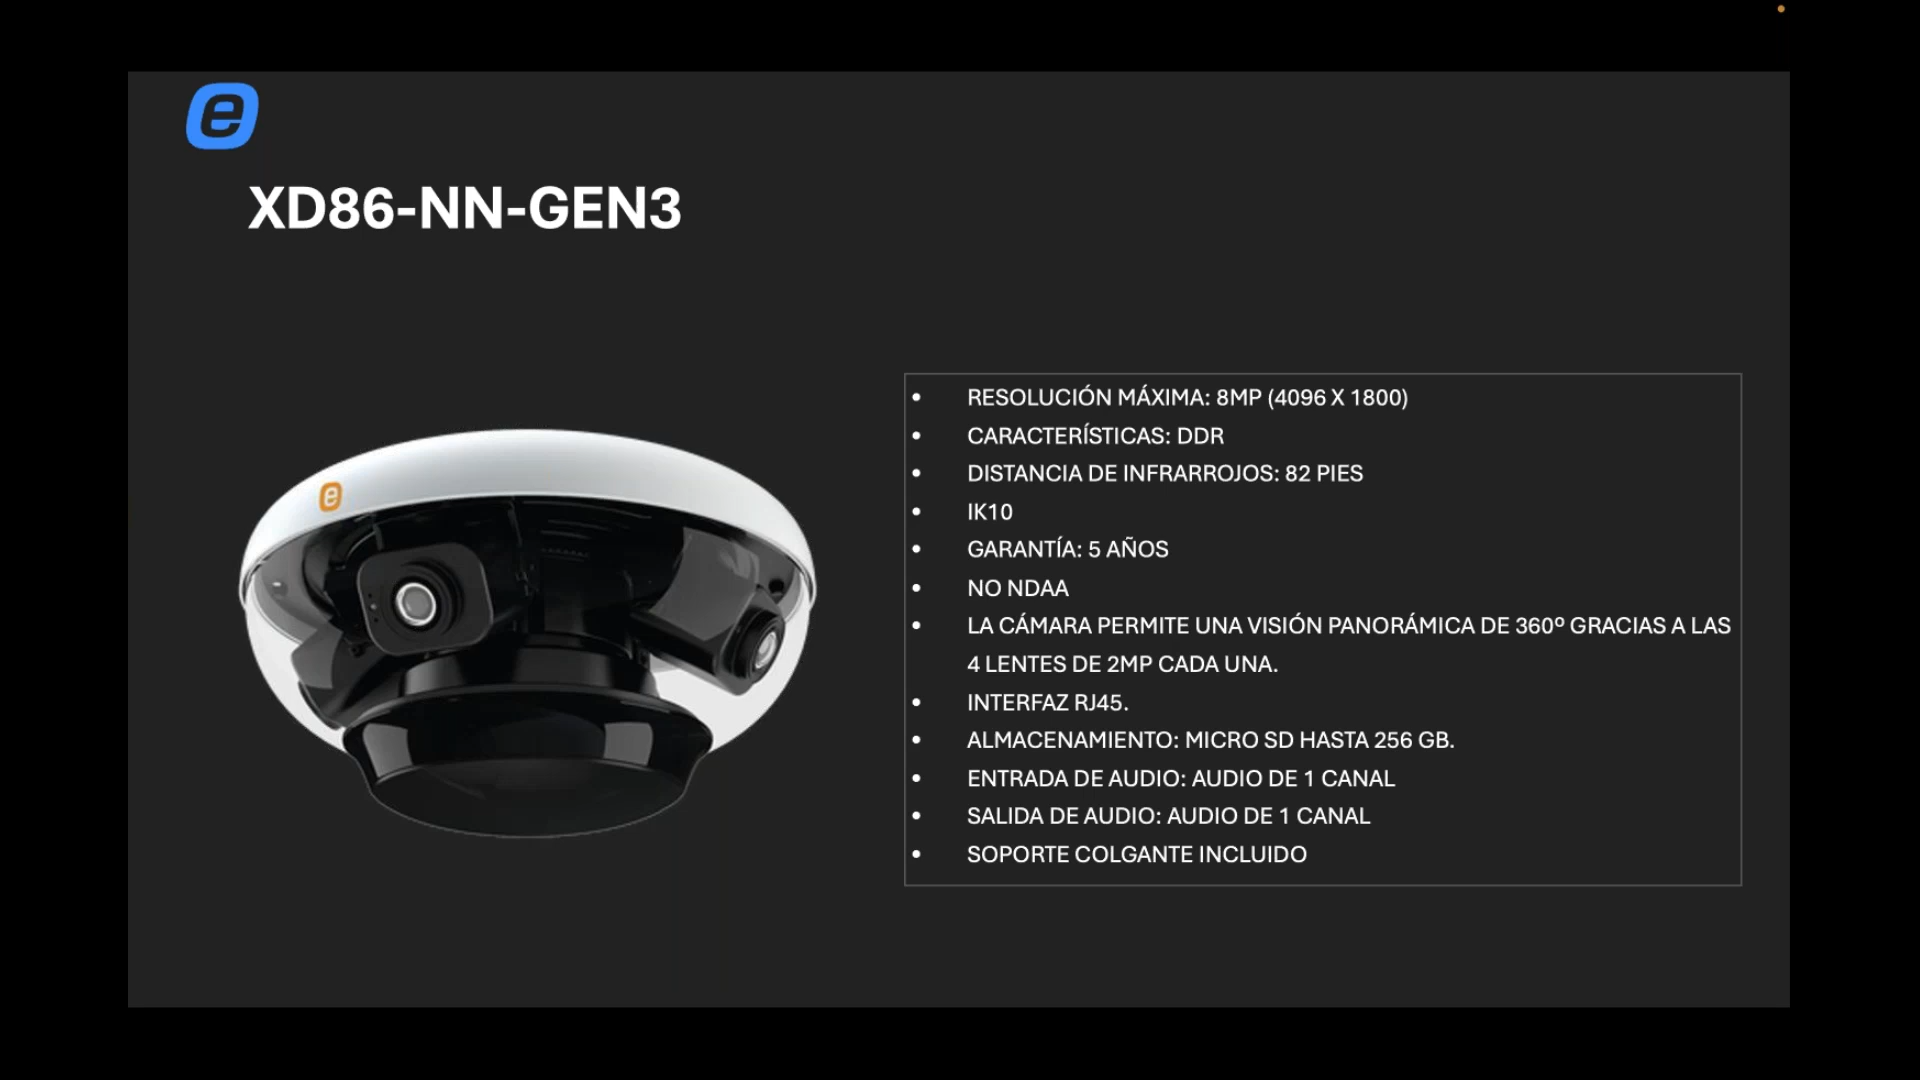 e
XD86-NN-GEN3
e
• RESOLUCIÓN MÁXIMA: 8MP (4096 X 1800)
• CARACTERÍSTICAS: DDR
• DISTANCIA DE INFRARROJOS: 82 PIES
• IK10
• GARANTÍA: 5 AÑOS
• NO NDAA
• LA CÁMARA PERMITE UNA VISIÓN PANORÁMICA DE 360º GRACIAS A LAS
4 LENTES DE 2MP CADA UNA.
• INTERFAZ RJ45.
• ALMACENAMIENTO: MICRO SD HASTA 256 GB.
• ENTRADA DE AUDIO: AUDIO DE 1 CANAL
• SALIDA DE AUDIO: AUDIO DE 1 CANAL
• SOPORTE COLGANTE INCLUIDO